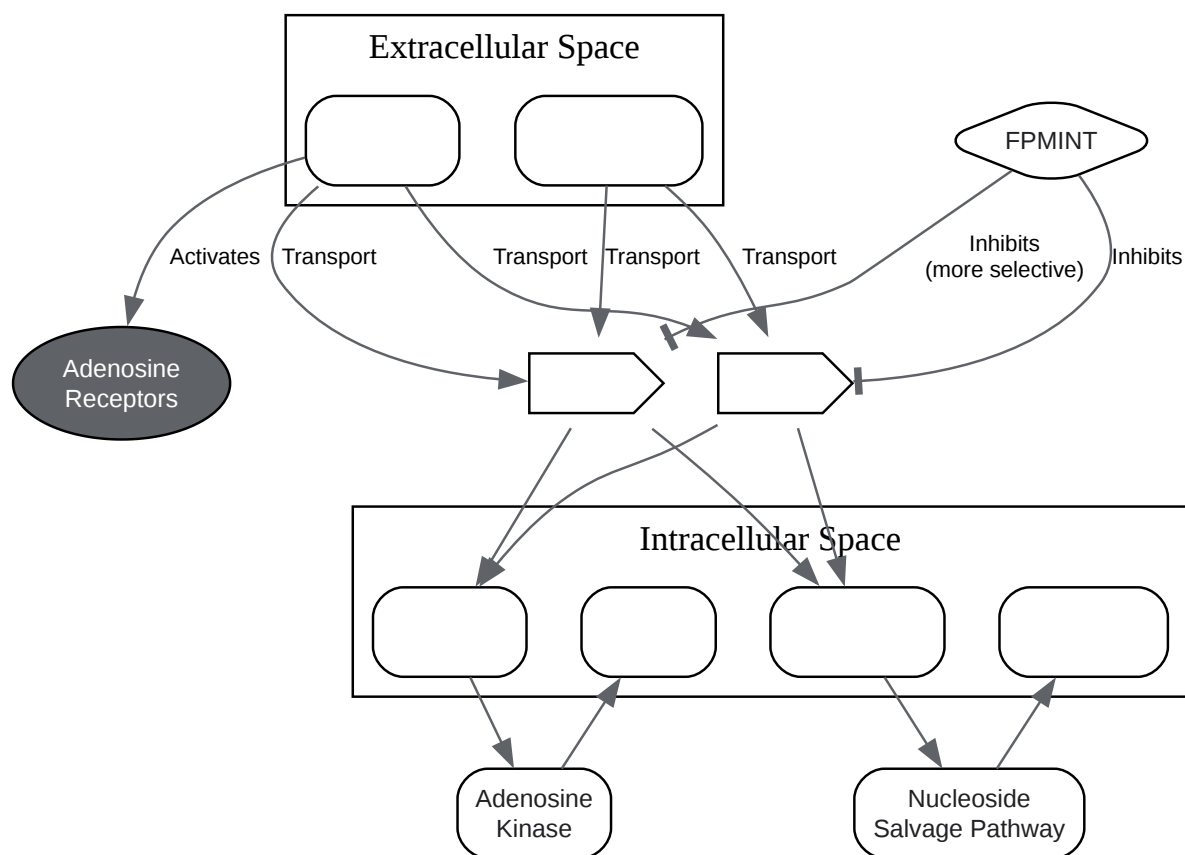 Extracellular Space
FPMINT
Activates
Transport
Transport
Transport
Transport
Inhibits
(more selective)
Inhibits
Adenosine
Receptors
Intracellular Space
Adenosine
Kinase
Nucleoside
Salvage Pathway